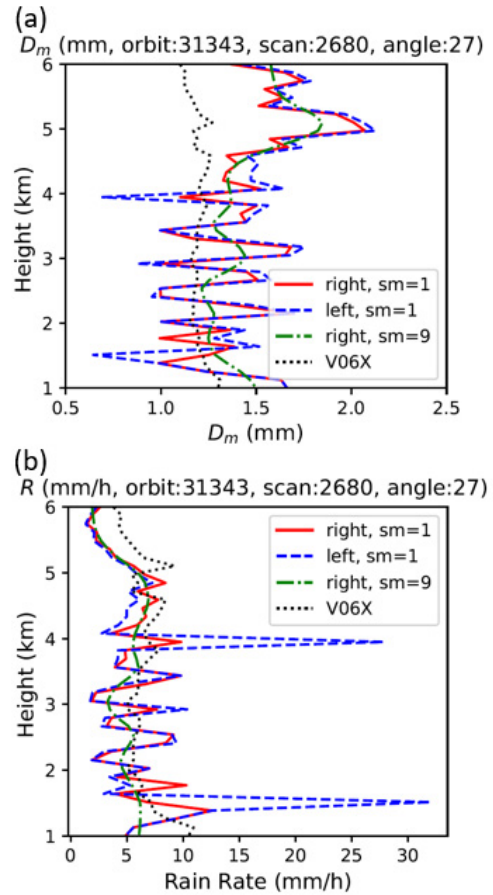 (a)
D_m (mm, orbit:31343, scan:2680, angle:27)
6
5
4
3
2
1
Height (km)
right, sm=1
left, sm=1
right, sm=9
V06X
0.5 1.0 1.5 2.0 2.5
D_m (mm)
(b)
R (mm/h, orbit:31343, scan:2680, angle:27)
6
5
4
3
2
1
Height (km)
right, sm=1
left, sm=1
right, sm=9
V06X
0 5 10 15 20 25 30
Rain Rate (mm/h)